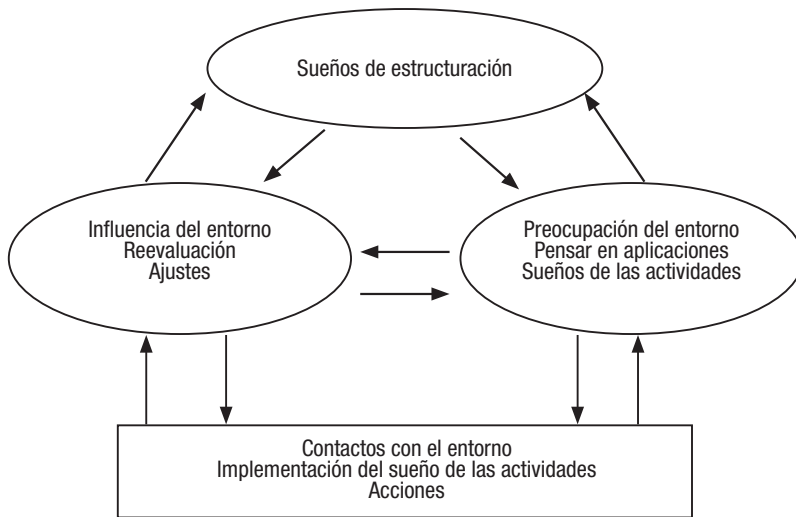 Sueños de estructuración
Influencia del entorno
Reevaluación
Ajustes
Preocupación del entorno
Pensar en aplicaciones
Sueños de las actividades
Contactos con el entorno
Implementación del sueño de las actividades
Acciones